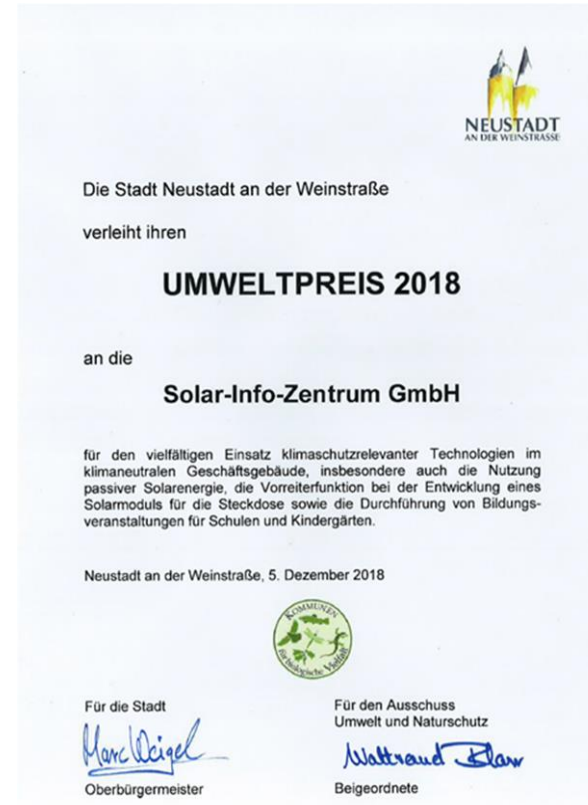 NEUSTADT
AN DER WEINSTRASSE
Die Stadt Neustadt an der Weinstraße
verleiht ihren
UMWELTPREIS 2018
an die
Solar-Info-Zentrum GmbH
für den vielfältigen Einsatz klimaschutzrelevanter Technologien im
klimaneutralen Geschäftsgebäude, insbesondere auch die Nutzung
passiver Solarenergie, die Vorreiterfunktion bei der Entwicklung eines
Solarmoduls für die Steckdose sowie die Durchführung von Bildungs-
veranstaltungen für Schulen und Kindergärten.
Neustadt an der Weinstraße, 5. Dezember 2018
KOMMUNEN
für biologische Vielfalt
Für die Stadt
Für den Ausschuss
Umwelt und Naturschutz
Marc Weigel
Waltraud Blarr
Oberbürgermeister
Beigeordnete